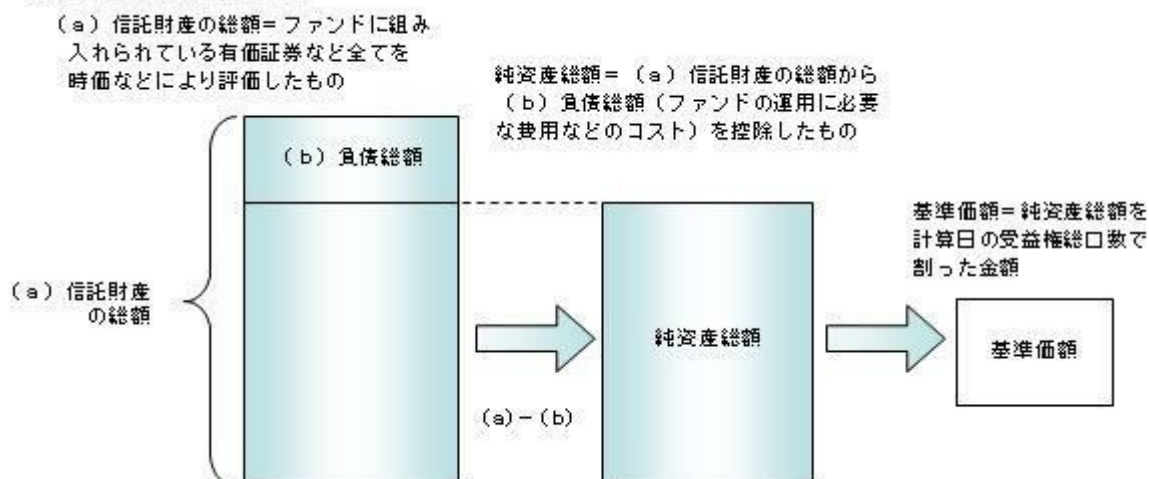 （a）信託財産の総額＝ファンドに組み
入れられている有価証券など全てを
時価などにより評価したもの
純資産総額＝（a）信託財産の総額から
（b）負債総額（ファンドの運用に必要
な費用などのコスト）を控除したもの
（b）負債総額
基準価額＝純資産総額を
計算日の受益権総口数で
割った金額
（a）信託財産
の総額
純資産総額
基準価額
（a）－（b）